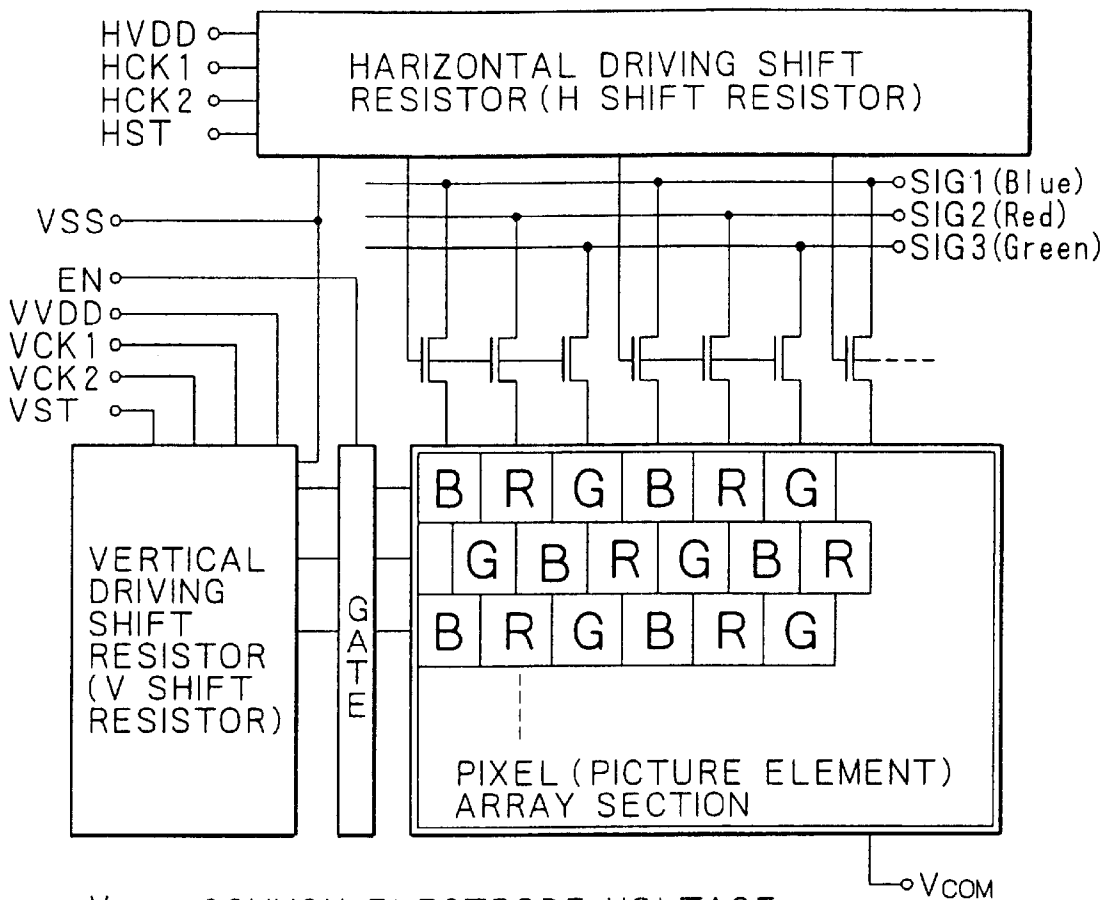 HVDD
HCK1
HCK2
HST
HARIZONTAL DRIVING SHIFT
RESISTOR (H SHIFT RESISTOR)
SIG1 (Blue)
SIG2 (Red)
SIG3 (Green)
VSS
EN
VVDD
VCK1
VCK2
VST
VERTICAL
DRIVING
SHIFT
RESISTOR
(V SHIFT
RESISTOR)
GATE
B R G B R G
G B R G B R
B R G B R G
PIXEL (PICTURE ELEMENT)
ARRAY SECTION
VCOM